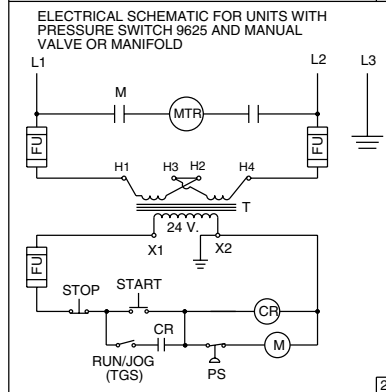 ELECTRICAL SCHEMATIC FOR UNITS WITH
PRESSURE SWITCH 9625 AND MANUAL
VALVE OR MANIFOLD
L1 L2 L3
M
MTR
FU FU
H1 H3 H2 H4
T
24 V.
X1 X2
FU
STOP START
CR
CR
M
RUN/JOG
(TGS)
PS
2